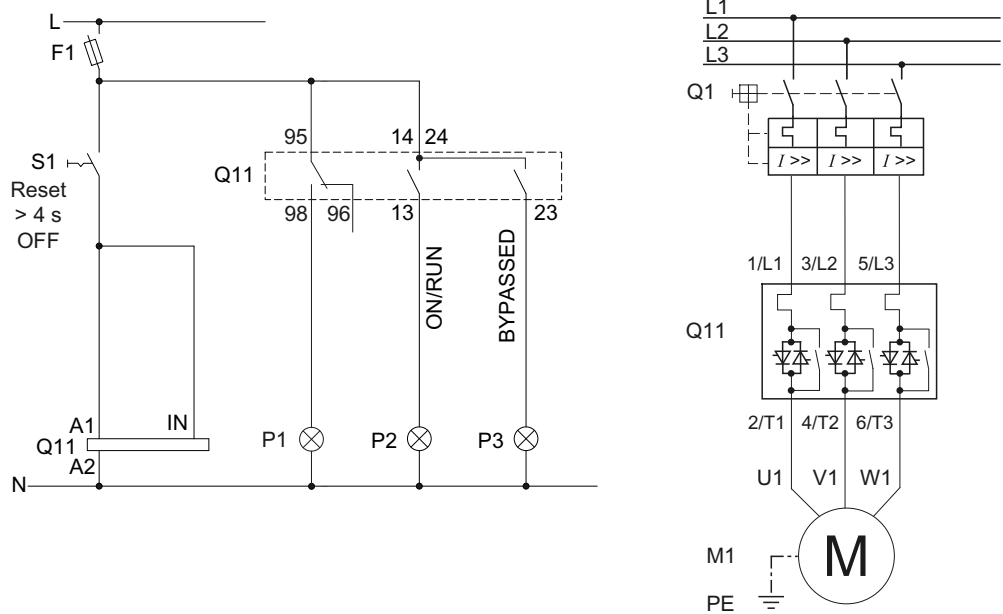 L
F1
S1
Reset
> 4 s
OFF
95
14 24
Q11
98 96 13 23
ON/RUN
BYPASSED
A1 IN
Q11
A2
P1 P2 P3
N
L1
L2
L3
Q1
I >> I >> I >>
1/L1 3/L2 5/L3
Q11
2/T1 4/T2 6/T3
U1 V1 W1
M1 M
PE